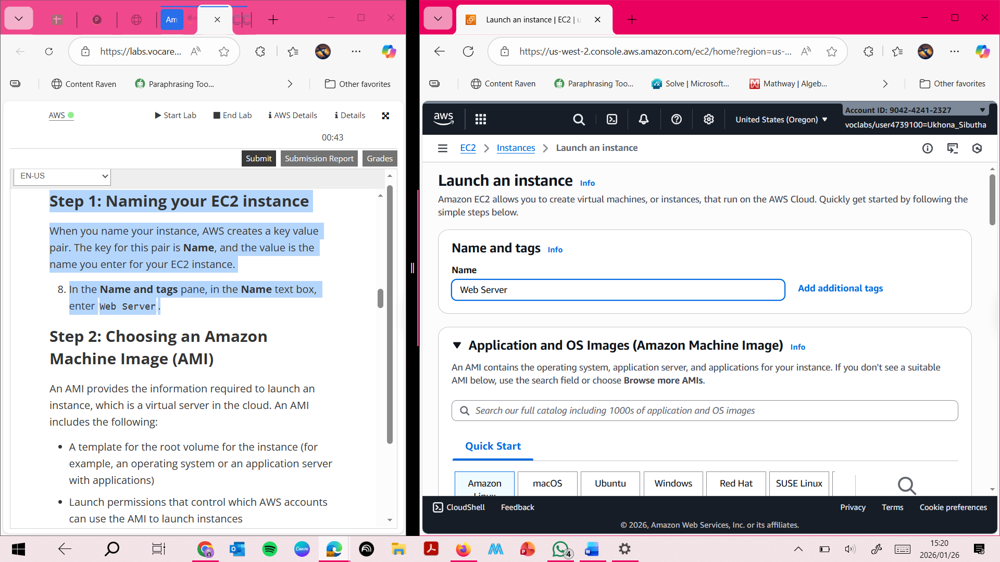 Am
CC
https://labs.vocare...
Content Raven
Paraphrasing Too...
Other favorites
AWS
Start Lab
End Lab
AWS Details
Details
00:43
Submit
Submission Report
Grades
EN-US
Step 1: Naming your EC2 instance
When you name your instance, AWS creates a key value
pair. The key for this pair is Name, and the value is the
name you enter for your EC2 instance.
8. In the Name and tags pane, in the Name text box,
enter Web Server.
Step 2: Choosing an Amazon
Machine Image (AMI)
An AMI provides the information required to launch an
instance, which is a virtual server in the cloud. An AMI
includes the following:
• A template for the root volume for the instance (for
example, an operating system or an application server
with applications)
• Launch permissions that control which AWS accounts
can use the AMI to launch instances
Launch an instance | EC2 | u
https://us-west-2.console.aws.amazon.com/ec2/home?region=us-...
Content Raven
Paraphrasing Too...
Solve | Microsoft...
Mathway | Algeb...
Other favorites
aws
United States (Oregon)
Account ID: 9042-4241-2327
voclabs/user4739100=Ukhona_Sibutha
EC2
Instances
Launch an instance
Launch an instance Info
Amazon EC2 allows you to create virtual machines, or instances, that run on the AWS Cloud. Quickly get started by following the
simple steps below.
Name and tags Info
Name
Web Server
Add additional tags
Application and OS Images (Amazon Machine Image) Info
An AMI contains the operating system, application server, and applications for your instance. If you don't see a suitable
AMI below, use the search field or choose Browse more AMIs.
Search our full catalog including 1000s of application and OS images
Quick Start
Amazon
Linux
macOS
Ubuntu
Windows
Red Hat
SUSE Linux
CloudShell
Feedback
Privacy
Terms
Cookie preferences
© 2026, Amazon Web Services, Inc. or its affiliates.
Canva
4
15:20
2026/01/26